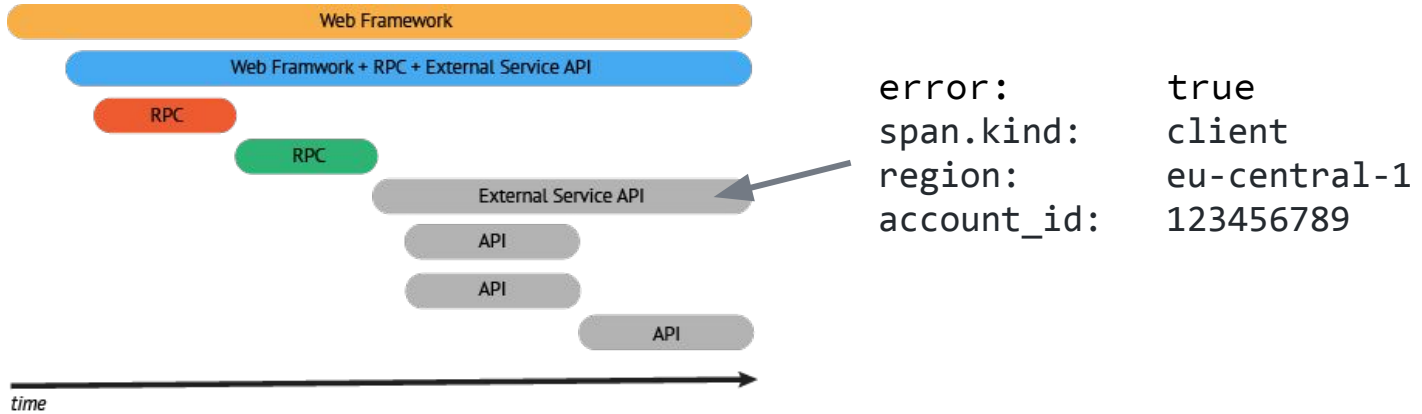 Web Framework
Web Framwork + RPC + External Service API
RPC
RPC
External Service API
API
API
API
time
error: true
span.kind: client
region: eu-central-1
account_id: 123456789